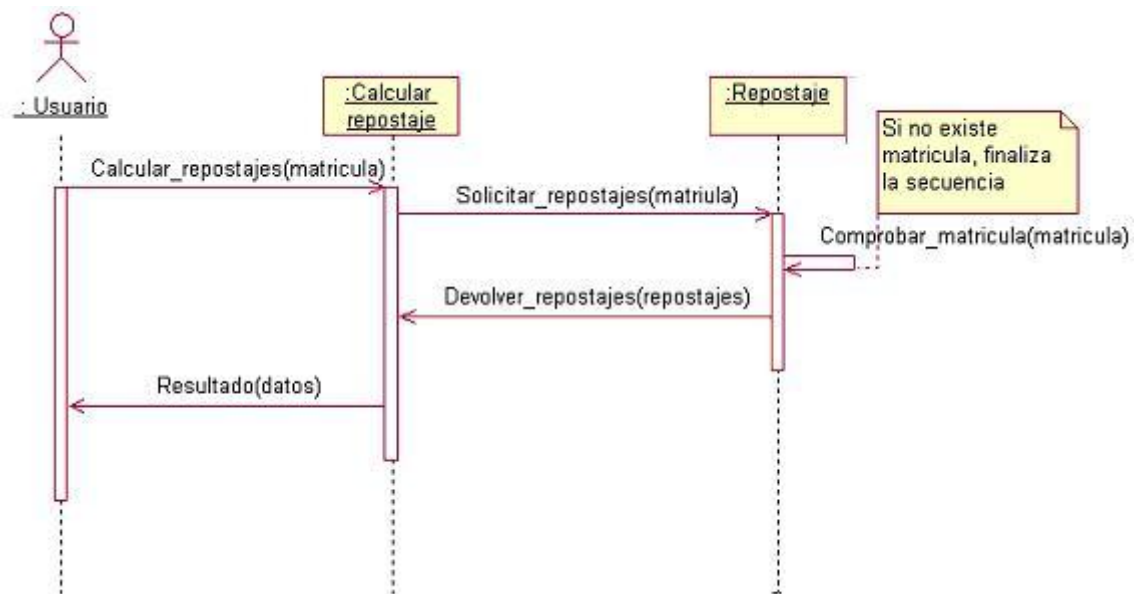 : Usuario
:Calcular
repostaje
:Repostaje
Si no existe
matricula, finaliza
la secuencia
Calcular_repostajes(matricula)
Solicitar_repostajes(matriula)
Comprobar_matricula(matricula)
Devolver_repostajes(repostajes)
Resultado(datos)